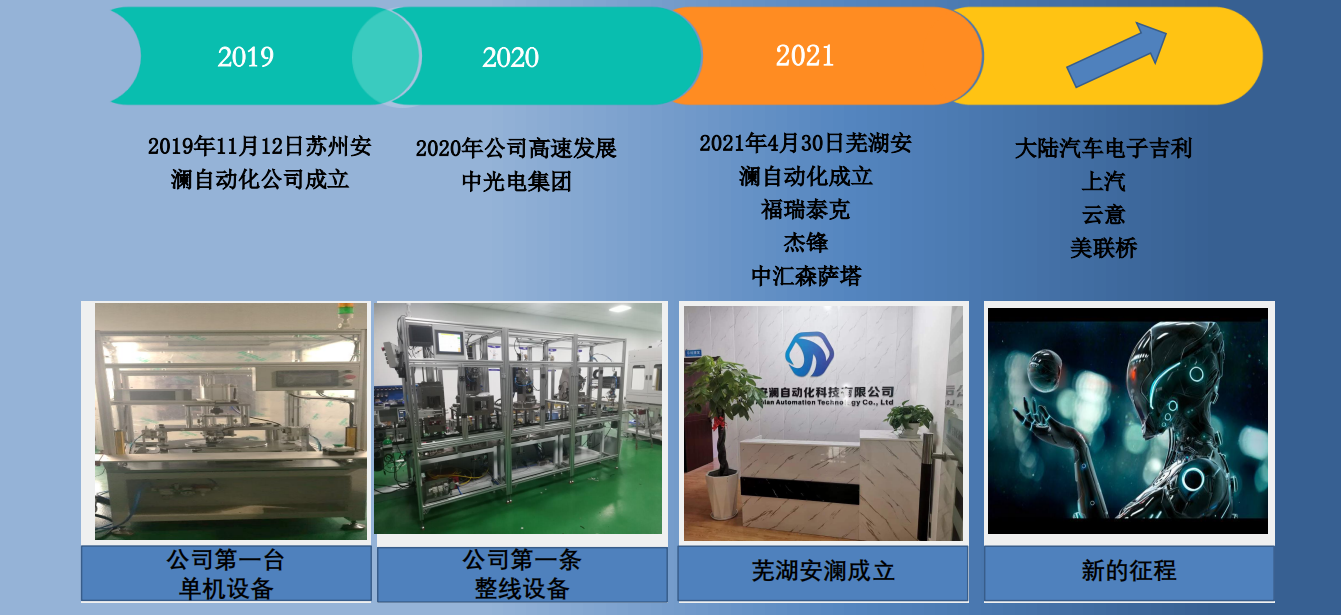 2019
2020
2021
2019年11月12日苏州安
澜自动化公司成立
2020年公司高速发展
中光电集团
2021年4月30日芜湖安
澜自动化成立
福瑞泰克
杰锋
中汇森萨塔
大陆汽车电子吉利
上汽
云意
美联桥
安澜自动化科技有限公司
Automation Technology Co., Ltd
公司第一台
单机设备
公司第一条
整线设备
芜湖安澜成立
新的征程